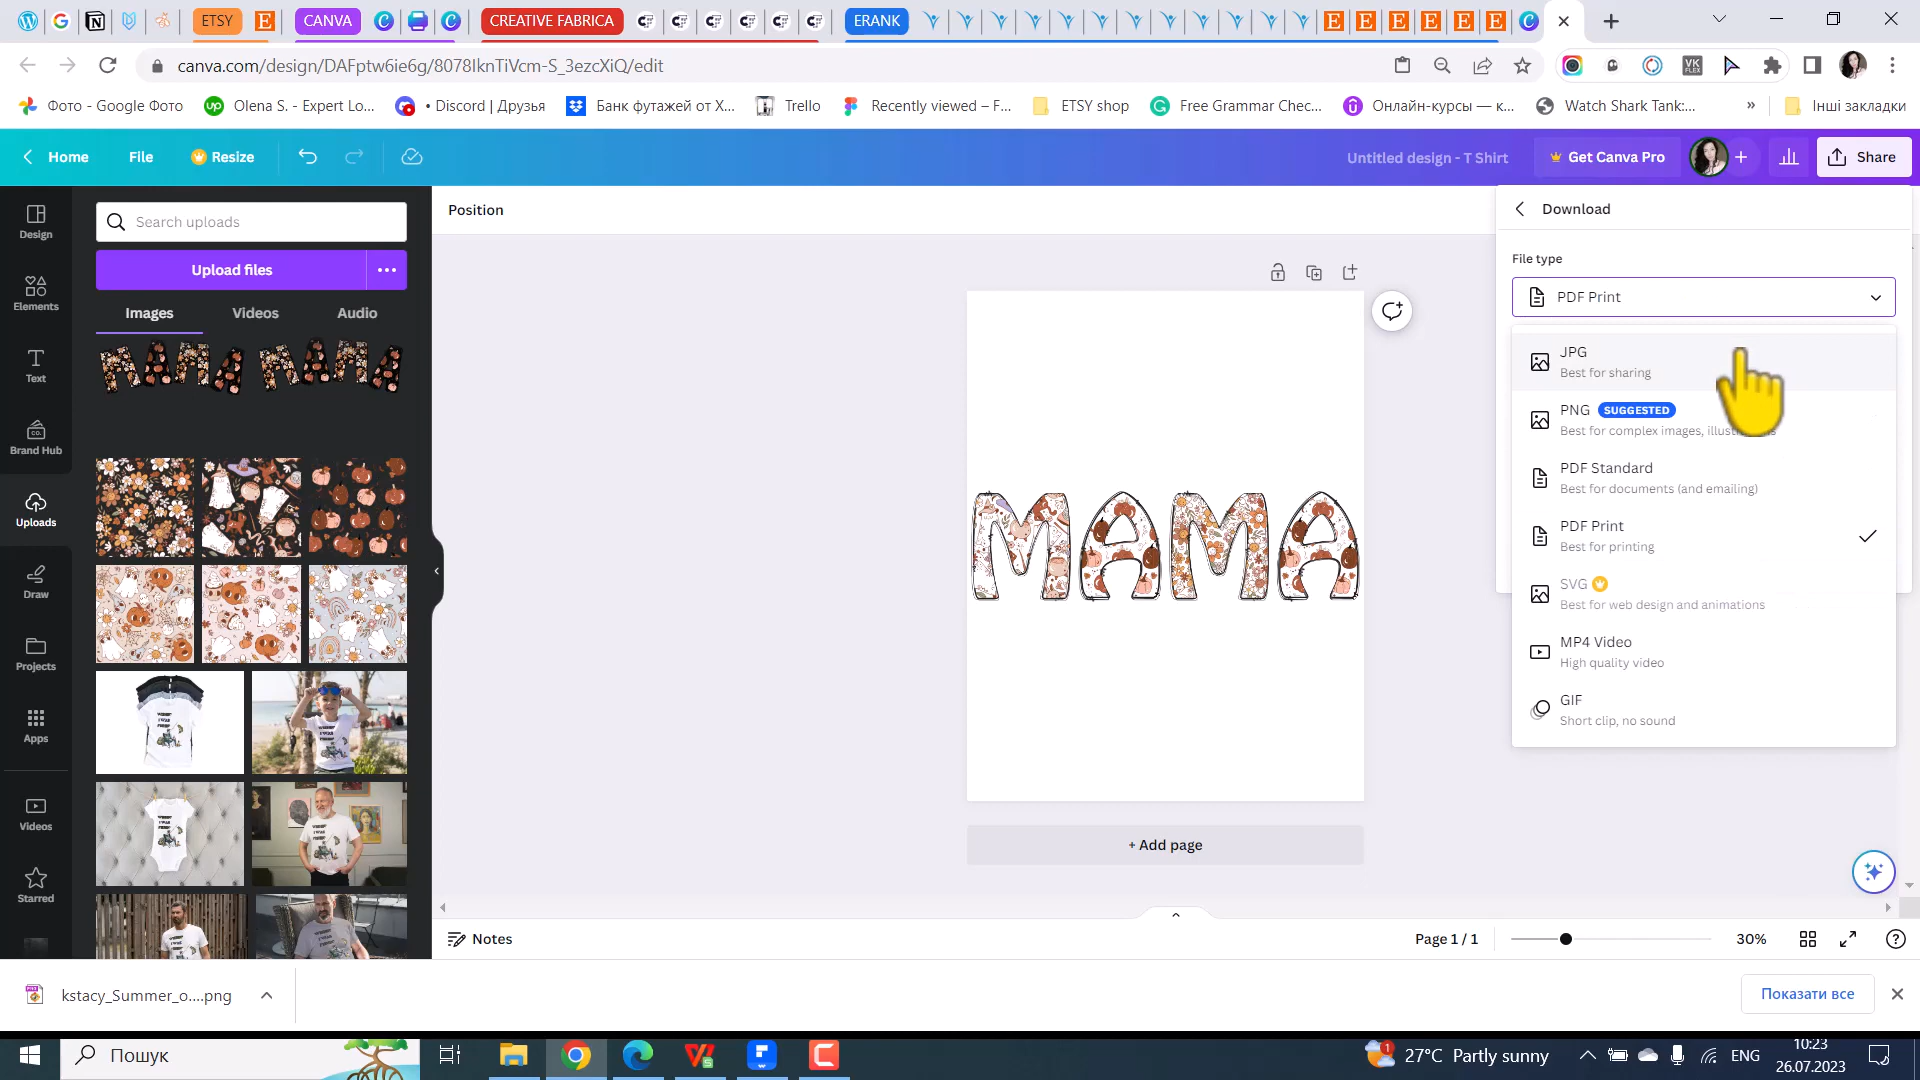 ETSY
CANVA
CREATIVE FABRICA
ERANK
canva.com/design/DAFptw6ie6g/8078IknTiVcm-S_3ezcXiQ/edit
Фото - Google Фото
Olena S. - Expert Lo...
• Discord | Друзья
Банк футажей от Х...
Trello
Recently viewed – F...
ETSY shop
Free Grammar Chec...
Онлайн-курсы — к...
Watch Shark Tank:...
»
Інші закладки
Home
File
Resize
Untitled design - T Shirt
Get Canva Pro
Share
Design
Elements
Text
Brand Hub
Uploads
Draw
Projects
Apps
Videos
Starred
Search uploads
Upload files
Images
Videos
Audio
MAMA
MAMA
Position
MAMA
+ Add page
Download
File type
PDF Print
JPG
Best for sharing
PNG SUGGESTED
Best for complex images,
PDF Standard
Best for documents (and emailing)
PDF Print
Best for printing
SVG
Best for web design and animations
MP4 Video
High quality video
GIF
Short clip, no sound
Notes
Page 1 / 1
30%
kstacy_Summer_o....png
Показати все
Пошук
27°C Partly sunny
ENG
10:23
26.07.2023